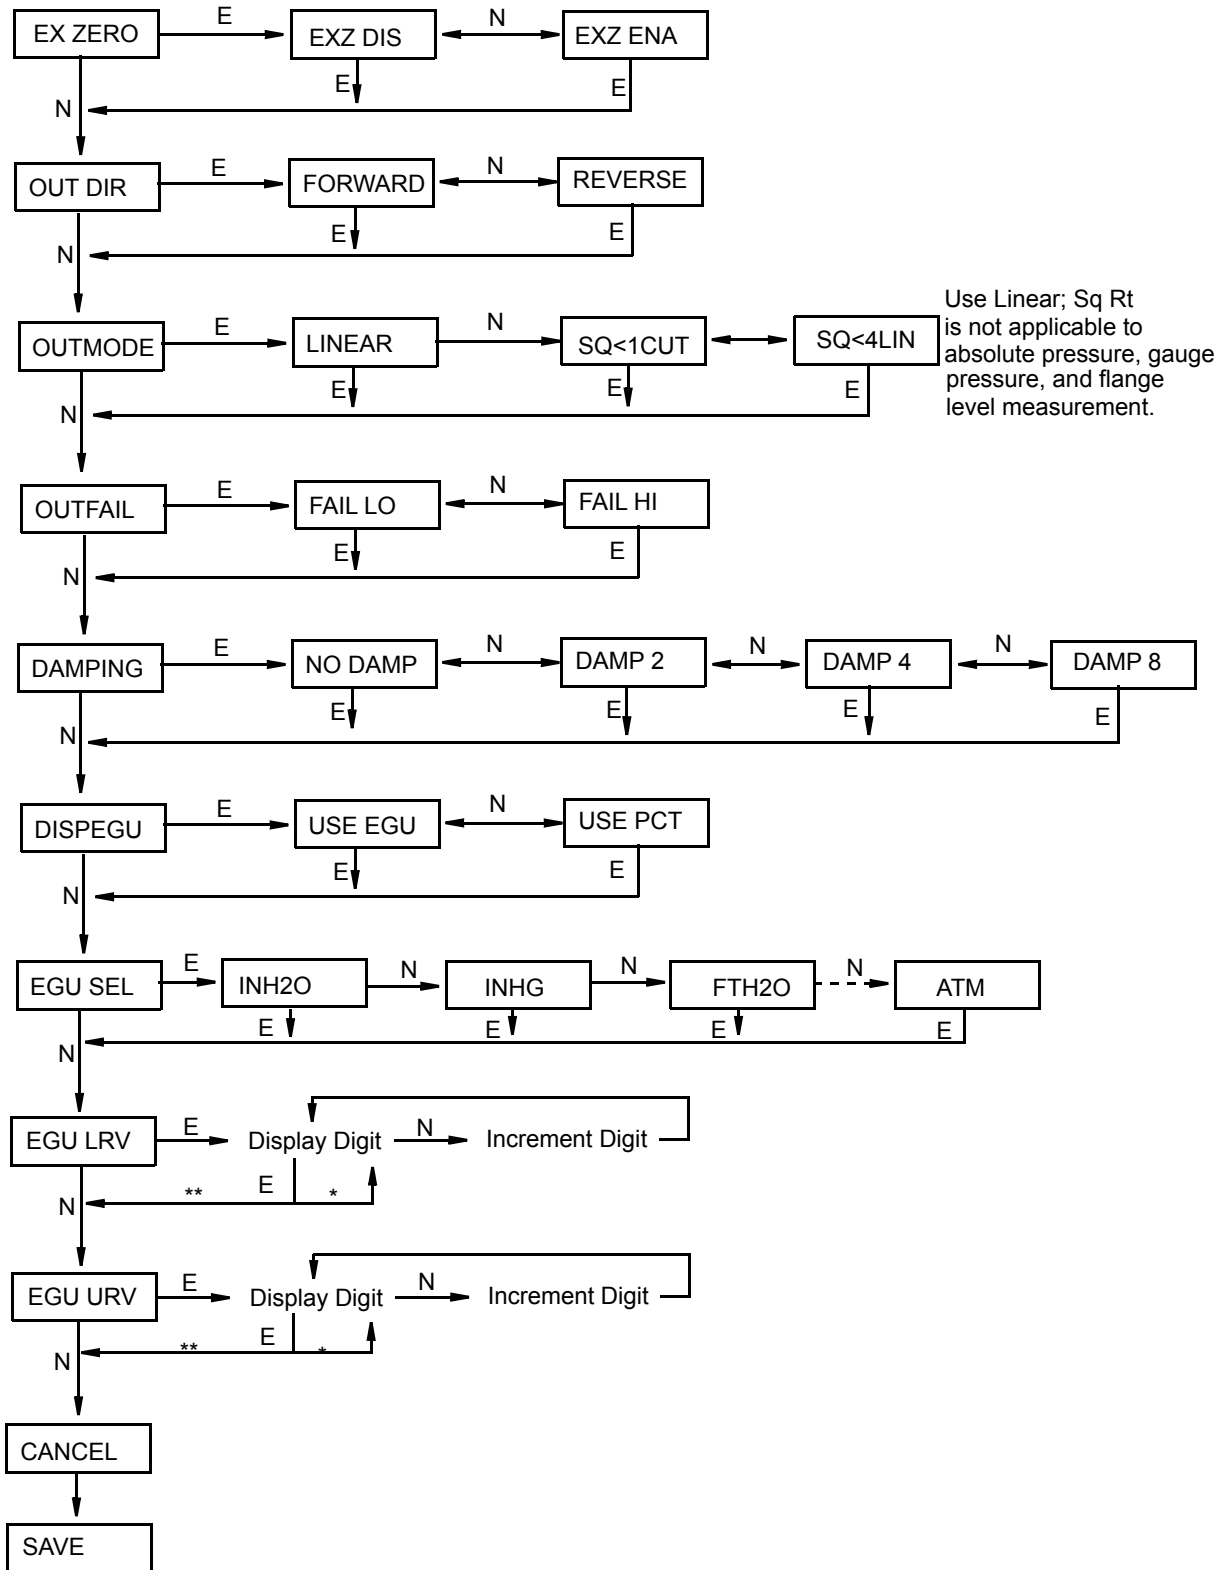 E
N
EX ZERO
EXZ DIS
EXZ ENA
E
E
N
E
N
OUT DIR
FORWARD
REVERSE
E
E
N
Use Linear; Sq Rt
is not applicable to
absolute pressure, gauge
pressure, and flange
level measurement.
E
N
OUTMODE
LINEAR
SQ<1CUT
SQ<4LIN
E
E
E
N
E
N
OUTFAIL
FAIL LO
FAIL HI
E
E
N
E
N
N
N
DAMPING
NO DAMP
DAMP 2
DAMP 4
DAMP 8
E
E
E
E
N
E
N
DISPEGU
USE EGU
USE PCT
E
E
N
E
N
N
N
EGU SEL
INH2O
INHG
FTH2O
ATM
E
E
E
E
N
E
N
EGU LRV
Display Digit
Increment Digit
** E *
N
E
N
EGU URV
Display Digit
Increment Digit
** E *
N
CANCEL
SAVE